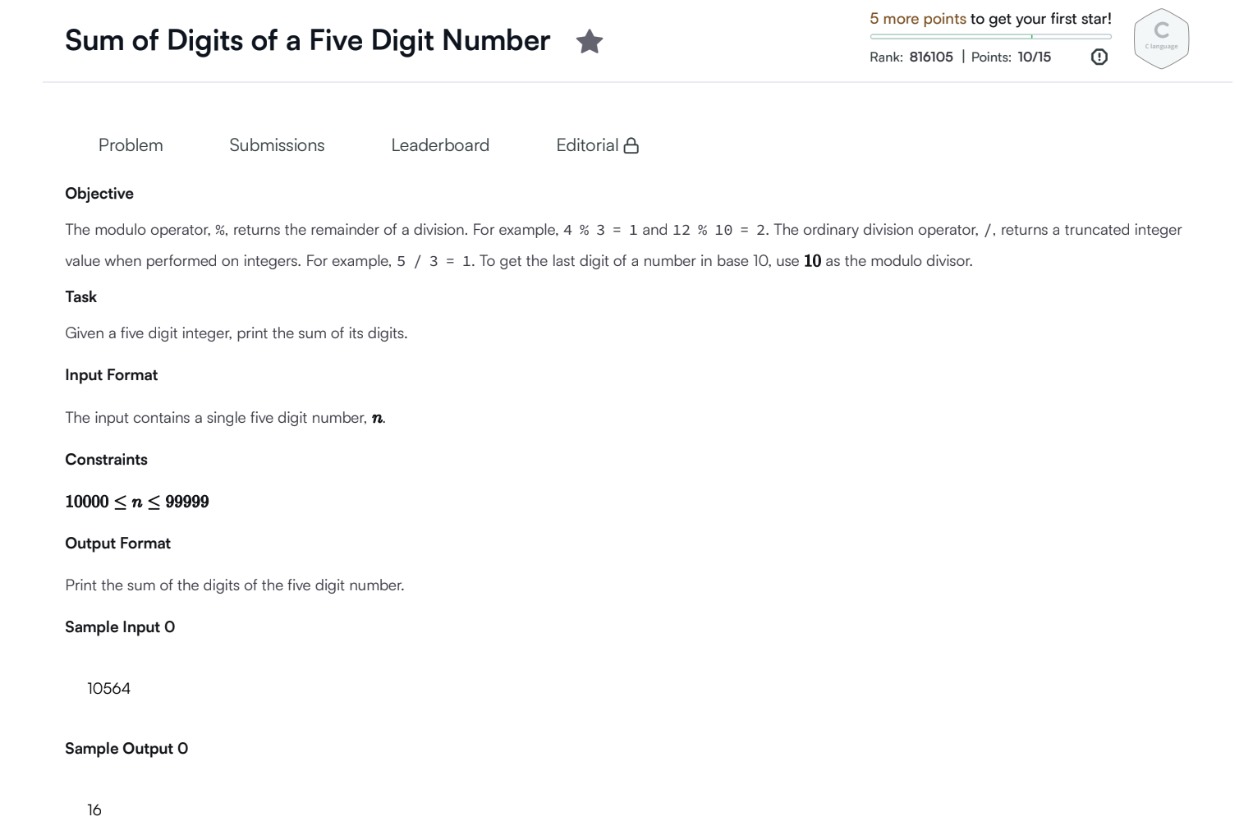 Sum of Digits of a Five Digit Number
5 more points to get your first star!
Rank: 816105 | Points: 10/15
C
C language
Problem
Submissions
Leaderboard
Editorial
Objective
The modulo operator, %, returns the remainder of a division. For example, 4 % 3 = 1 and 12 % 10 = 2. The ordinary division operator, /, returns a truncated integer
value when performed on integers. For example, 5 / 3 = 1. To get the last digit of a number in base 10, use 10 as the modulo divisor.
Task
Given a five digit integer, print the sum of its digits.
Input Format
The input contains a single five digit number, n.
Constraints
10000 ≤ n ≤ 99999
Output Format
Print the sum of the digits of the five digit number.
Sample Input 0
10564
Sample Output 0
16